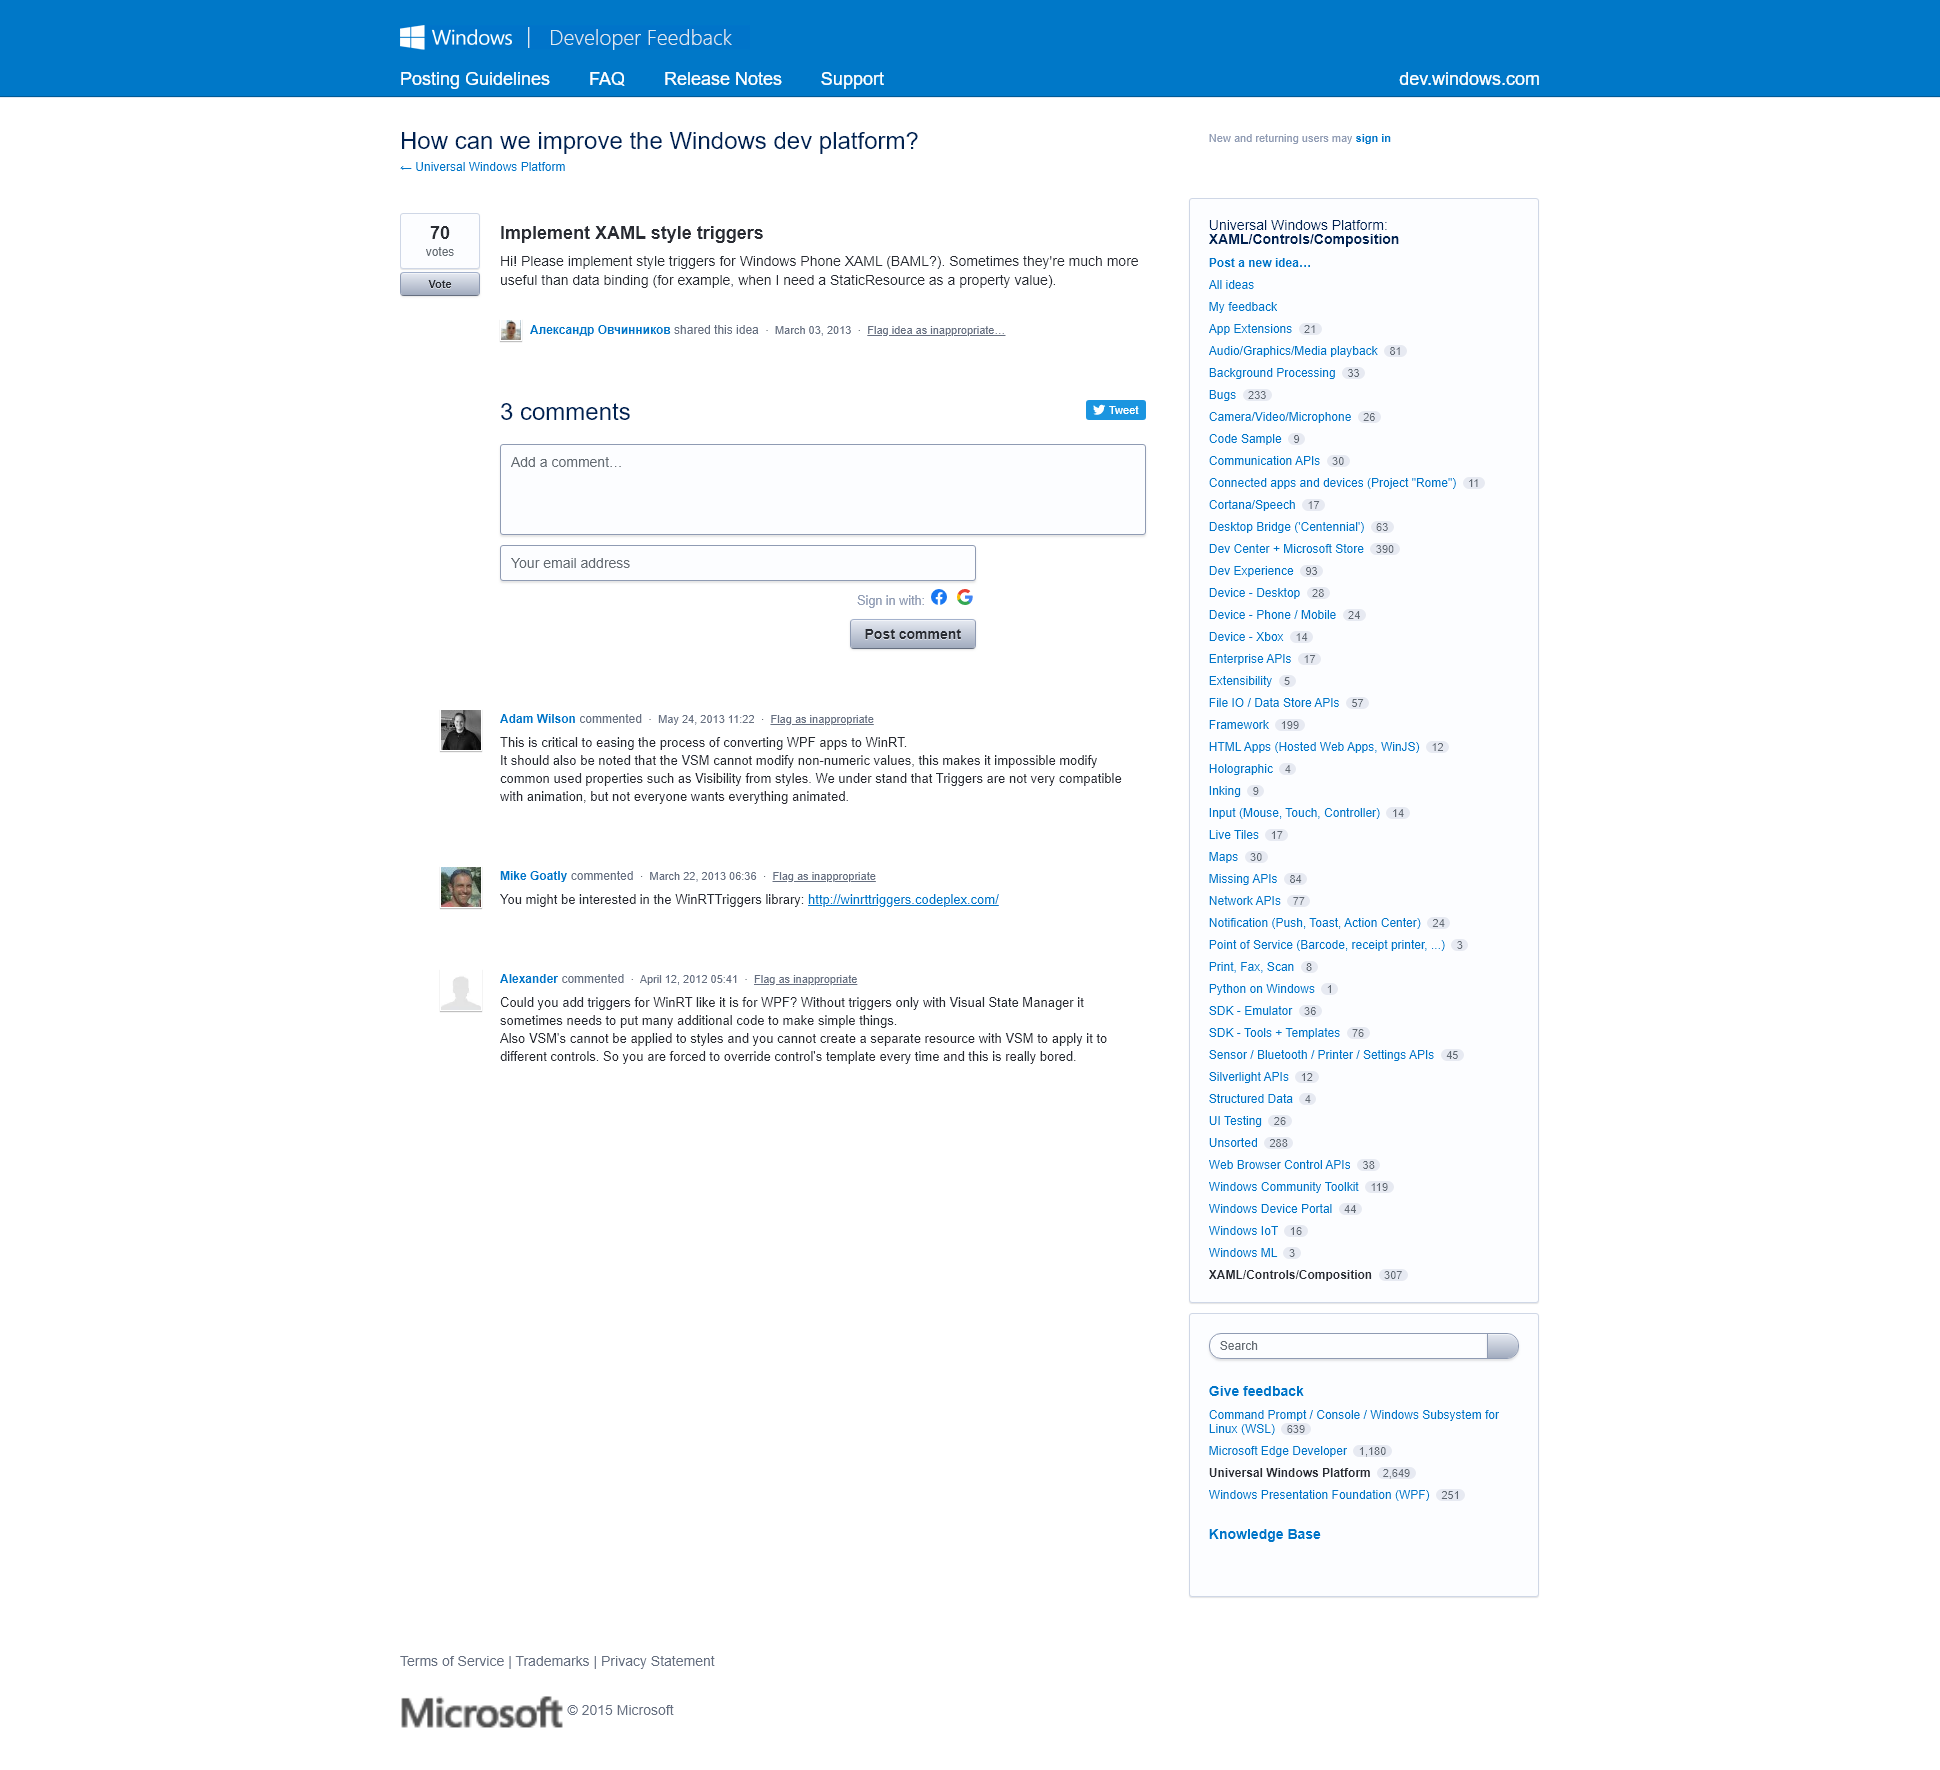 Windows | Developer Feedback
Posting Guidelines FAQ Release Notes Support dev.windows.com
How can we improve the Windows dev platform?
← Universal Windows Platform
New and returning users may sign in
70
votes
Vote
Implement XAML style triggers
Hi! Please implement style triggers for Windows Phone XAML (BAML?). Sometimes they're much more
useful than data binding (for example, when I need a StaticResource as a property value).
Александр Овчинников shared this idea · March 03, 2013 · Flag idea as inappropriate…
3 comments
Tweet
Add a comment…
Your email address
Sign in with:
Post comment
Adam Wilson commented · May 24, 2013 11:22 · Flag as inappropriate
This is critical to easing the process of converting WPF apps to WinRT.
It should also be noted that the VSM cannot modify non-numeric values, this makes it impossible modify
common used properties such as Visibility from styles. We under stand that Triggers are not very compatible
with animation, but not everyone wants everything animated.
Mike Goatly commented · March 22, 2013 06:36 · Flag as inappropriate
You might be interested in the WinRTTriggers library: http://winrttriggers.codeplex.com/
Alexander commented · April 12, 2012 05:41 · Flag as inappropriate
Could you add triggers for WinRT like it is for WPF? Without triggers only with Visual State Manager it
sometimes needs to put many additional code to make simple things.
Also VSM's cannot be applied to styles and you cannot create a separate resource with VSM to apply it to
different controls. So you are forced to override control's template every time and this is really bored.
Universal Windows Platform:
XAML/Controls/Composition
Post a new idea…
All ideas
My feedback
App Extensions 21
Audio/Graphics/Media playback 81
Background Processing 33
Bugs 233
Camera/Video/Microphone 26
Code Sample 9
Communication APIs 30
Connected apps and devices (Project "Rome") 11
Cortana/Speech 17
Desktop Bridge ('Centennial') 63
Dev Center + Microsoft Store 390
Dev Experience 93
Device - Desktop 28
Device - Phone / Mobile 24
Device - Xbox 14
Enterprise APIs 17
Extensibility 5
File IO / Data Store APIs 57
Framework 199
HTML Apps (Hosted Web Apps, WinJS) 12
Holographic 4
Inking 9
Input (Mouse, Touch, Controller) 14
Live Tiles 17
Maps 30
Missing APIs 84
Network APIs 77
Notification (Push, Toast, Action Center) 24
Point of Service (Barcode, receipt printer, ...) 3
Print, Fax, Scan 8
Python on Windows 1
SDK - Emulator 36
SDK - Tools + Templates 76
Sensor / Bluetooth / Printer / Settings APIs 45
Silverlight APIs 12
Structured Data 4
UI Testing 26
Unsorted 288
Web Browser Control APIs 38
Windows Community Toolkit 119
Windows Device Portal 44
Windows IoT 16
Windows ML 3
XAML/Controls/Composition 307
Search
Give feedback
Command Prompt / Console / Windows Subsystem for
Linux (WSL) 639
Microsoft Edge Developer 1,180
Universal Windows Platform 2,649
Windows Presentation Foundation (WPF) 251
Knowledge Base
Terms of Service | Trademarks | Privacy Statement
Microsoft © 2015 Microsoft